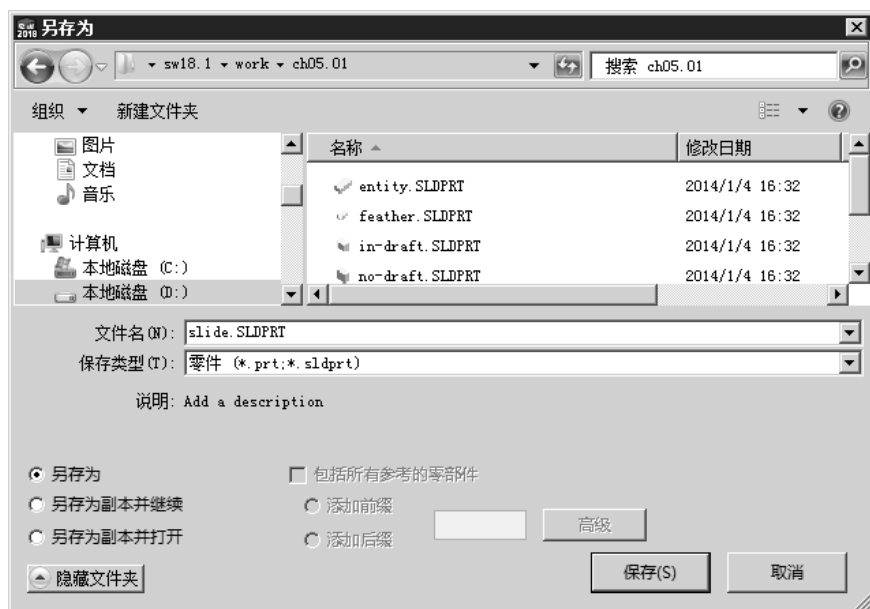 SW 2018 另存为
sw18.1 work ch05.01 搜索 ch05.01
组织 新建文件夹
图片
文档
音乐
计算机
本地磁盘 (C:)
本地磁盘 (D:)
名称 修改日期
entity.SLDPRT 2014/1/4 16:32
feather.SLDPRT 2014/1/4 16:32
in-draft.SLDPRT 2014/1/4 16:32
no-draft.SLDPRT 2014/1/4 16:32
文件名(N): slide.SLDPRT
保存类型(T): 零件 (*.prt;*.sldprt)
说明: Add a description
另存为
另存为副本并继续
另存为副本并打开
包括所有参考的零部件
添加前缀
添加后缀
高级
隐藏文件夹
保存(S) 取消